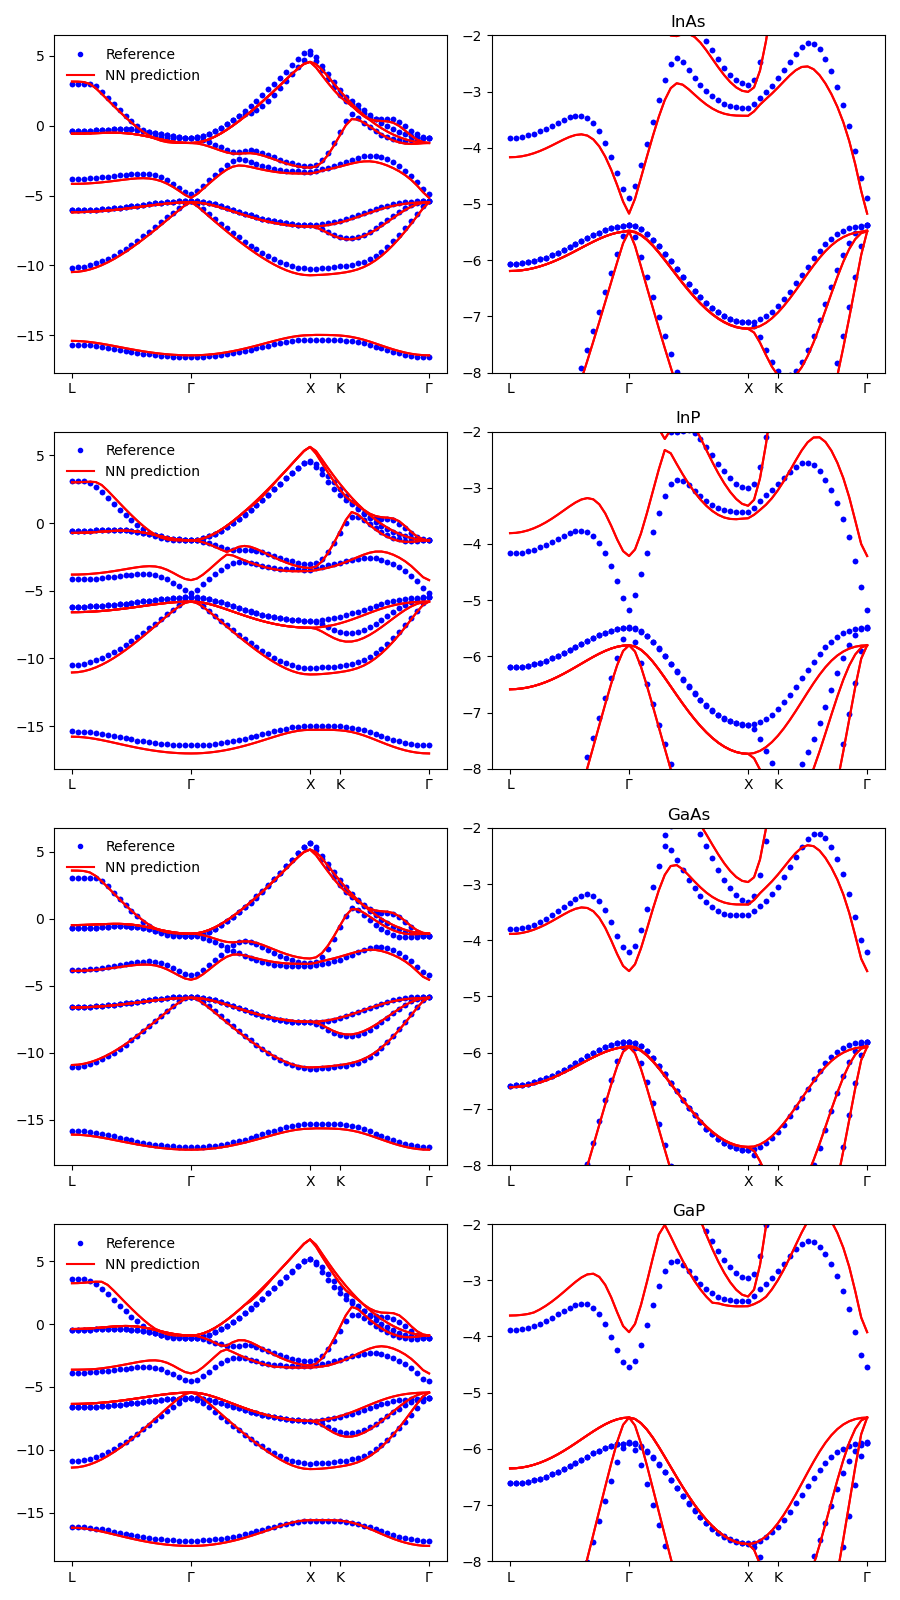 InAs
5
0
−5
−10
−15
Reference
NN prediction
L Γ X K Γ
−2
−3
−4
−5
−6
−7
−8
L Γ X K Γ
InP
5
0
−5
−10
−15
Reference
NN prediction
L Γ X K Γ
−2
−3
−4
−5
−6
−7
−8
L Γ X K Γ
GaAs
5
0
−5
−10
−15
Reference
NN prediction
L Γ X K Γ
−2
−3
−4
−5
−6
−7
−8
L Γ X K Γ
GaP
5
0
−5
−10
−15
Reference
NN prediction
L Γ X K Γ
−2
−3
−4
−5
−6
−7
−8
L Γ X K Γ